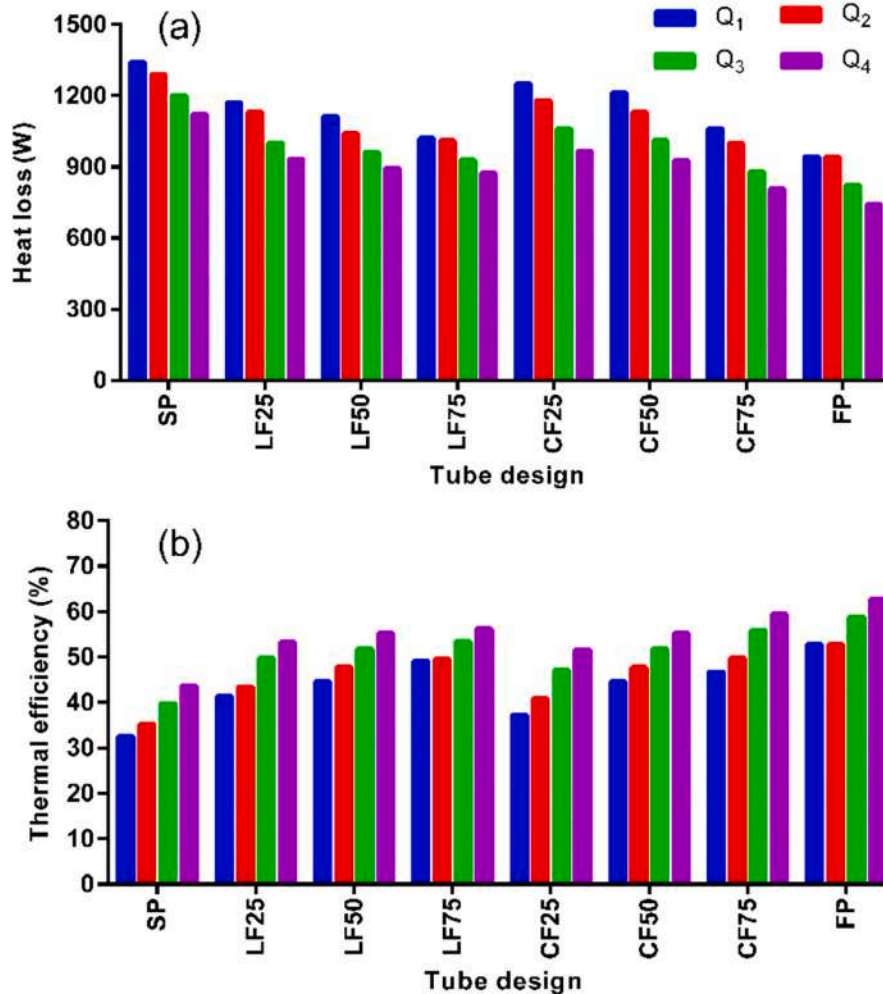 (a)
Q₁ Q₂
Q₃ Q₄
Heat loss (W)
1500
1200
900
600
300
0
SP LF25 LF50 LF75 CF25 CF50 CF75 FP
Tube design
(b)
Thermal efficiency (%)
80
70
60
50
40
30
20
10
0
SP LF25 LF50 LF75 CF25 CF50 CF75 FP
Tube design